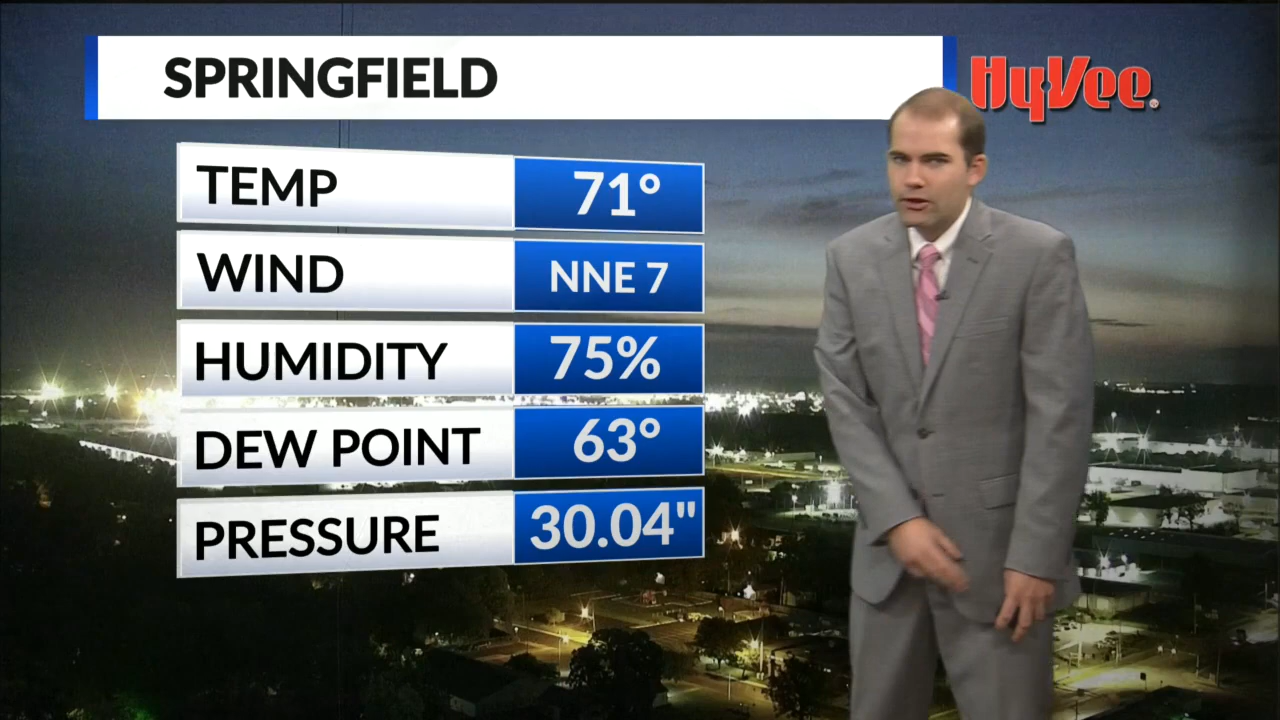 SPRINGFIELD
HyVee®
TEMP 71°
WIND NNE 7
HUMIDITY 75%
DEW POINT 63°
PRESSURE 30.04"